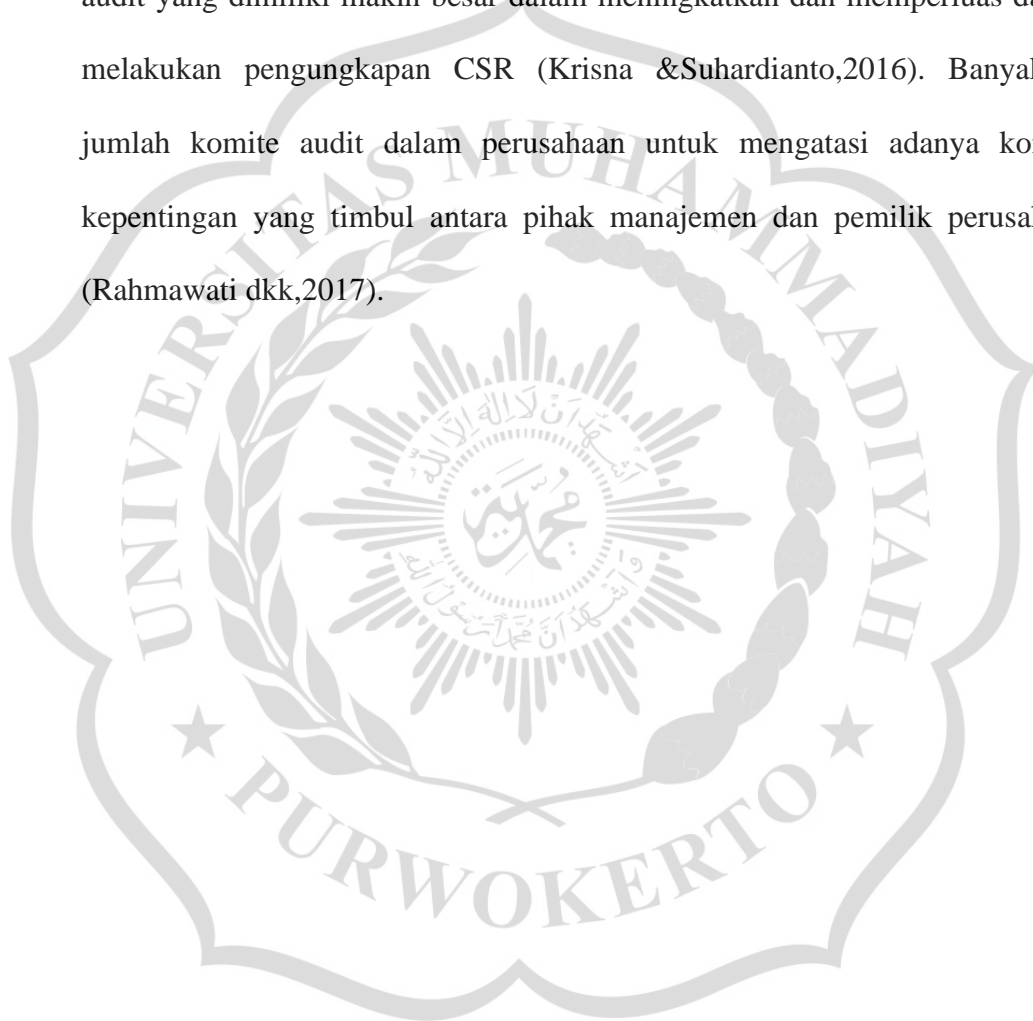 audit yang dimiliki makin besar dalam meningkatkan dan memperluas
melakukan pengungkapan CSR (Krisna &Suhardianto,2016).
jumlah komite audit dalam perusahaan untuk mengatasi adanya
kepentingan yang timbul antara pihak manajemen dan pemilik
(Rahmawati dkk,2017).
UNIVERSITAS MUHAMMADIYAH
PURWOKERTO